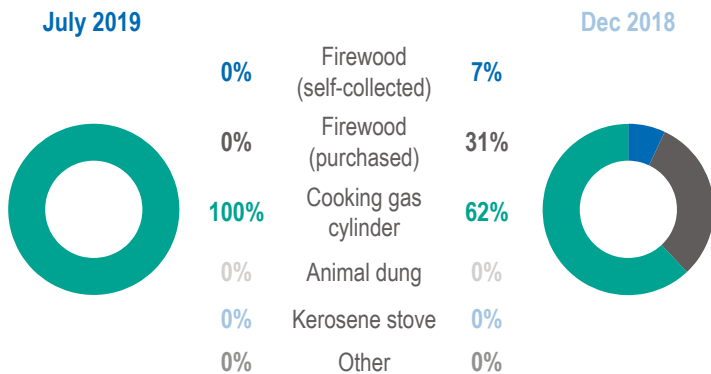 July 2019
Dec 2018
0%
Firewood
(self-collected)
7%
0%
Firewood
(purchased)
31%
100%
Cooking gas
cylinder
62%
0%
Animal dung
0%
0%
Kerosene stove
0%
0%
Other
0%